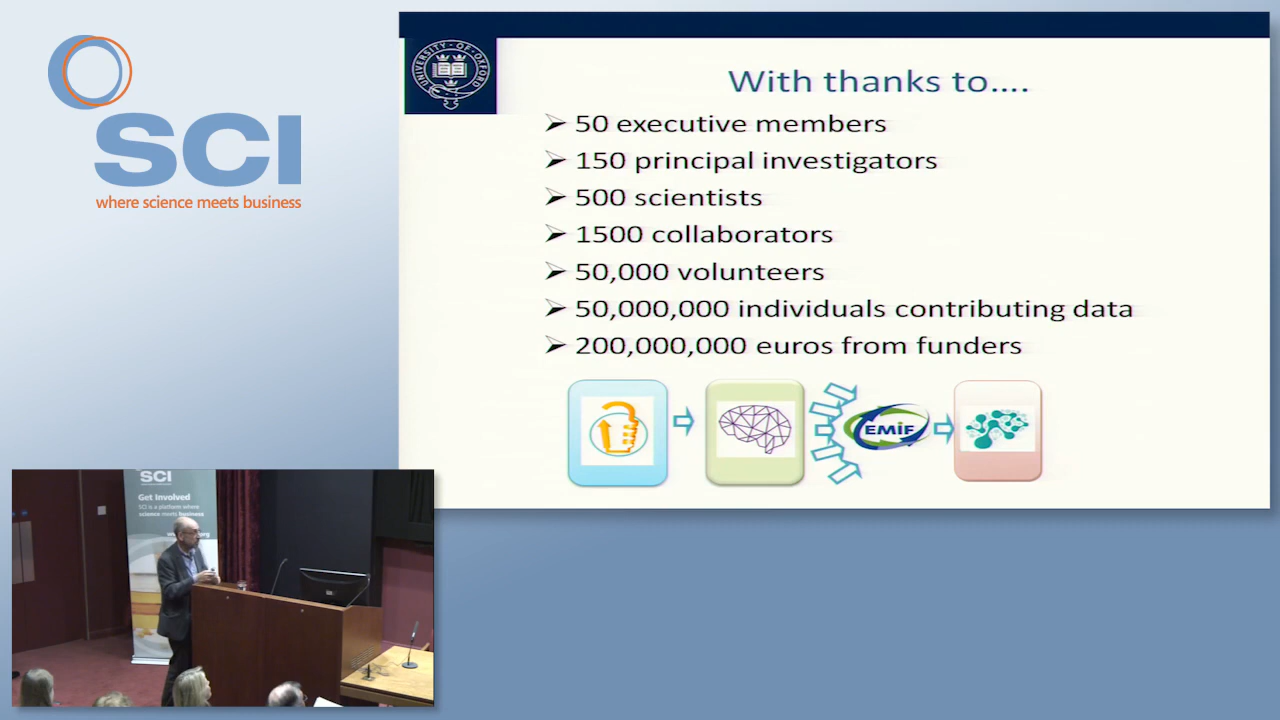 SCI
where science meets business
UNIVERSITY · OF · OXFORD
With thanks to....
➢ 50 executive members
➢ 150 principal investigators
➢ 500 scientists
➢ 1500 collaborators
➢ 50,000 volunteers
➢ 50,000,000 individuals contributing data
➢ 200,000,000 euros from funders
EMIF
SCI
Get Involved
SCI is a platform where
science meets business